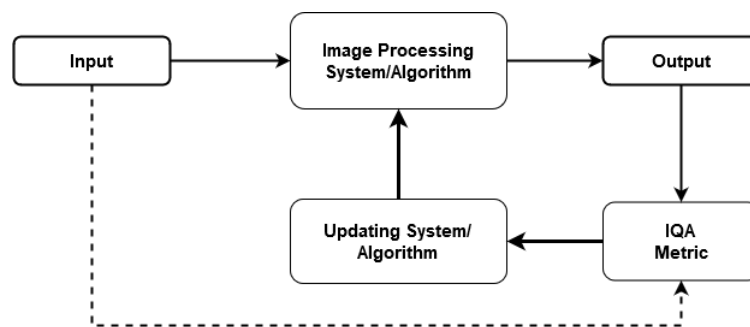 Input
Image Processing
System/Algorithm
Output
Updating System/
Algorithm
IQA
Metric